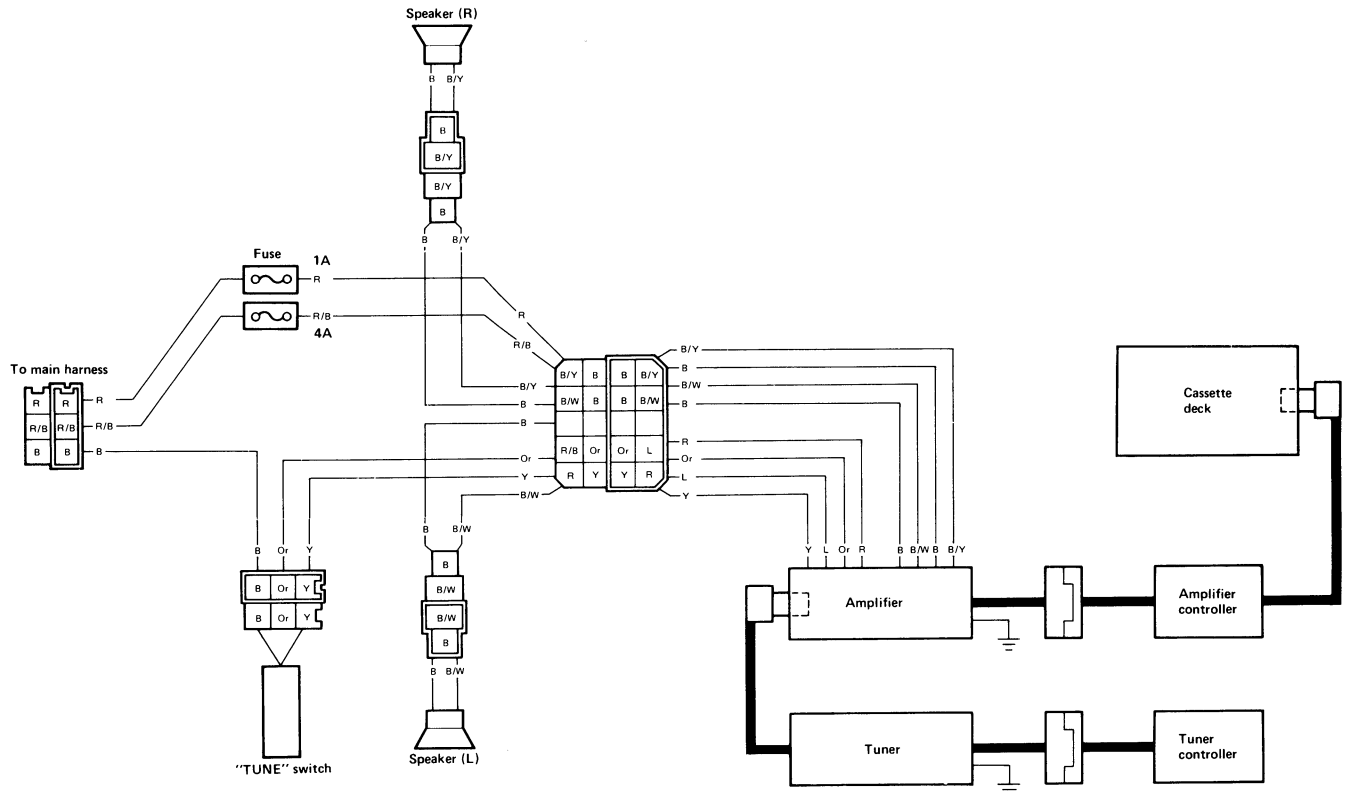 Speaker (R)
B B/Y
B
B/Y
B/Y
B
B B/Y
Fuse
1A
R
R/B
4A
R
R/B
To main harness
R R R
R/B R/B R/B
B B B
B/Y
B
B
Or
Y
B/W
B/Y B B B/Y
B/W B B B/W
R/B Or Or L
R Y Y R
B/Y
B
B/W
B
R
Or
L
Y
Cassette
deck
B Or Y
B Or Y
B Or Y
"TUNE" switch
B B/W
B
B/W
B/W
B
B B/W
Speaker (L)
Y L Or R B B/W B B/Y
Amplifier
Amplifier
controller
Tuner
Tuner
controller